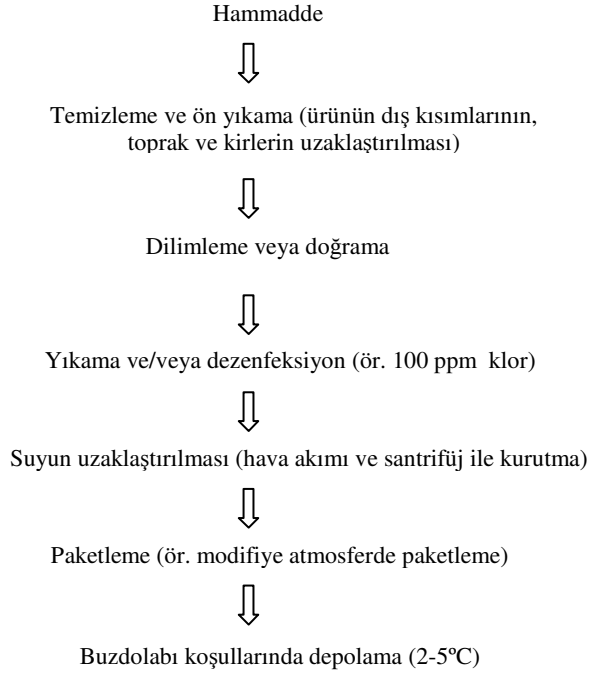 Hammadde
Temizleme ve ön yıkama (ürünün dış kısımlarının,
toprak ve kirlerin uzaklaştırılması)
Dilimleme veya doğrama
Yıkama ve/veya dezenfeksiyon (ör. 100 ppm  klor)
Suyun uzaklaştırılması (hava akımı ve santrifüj ile kurutma)
Paketleme (ör. modifiye atmosferde paketleme)
Buzdolabı koşullarında depolama (2-5ºC)